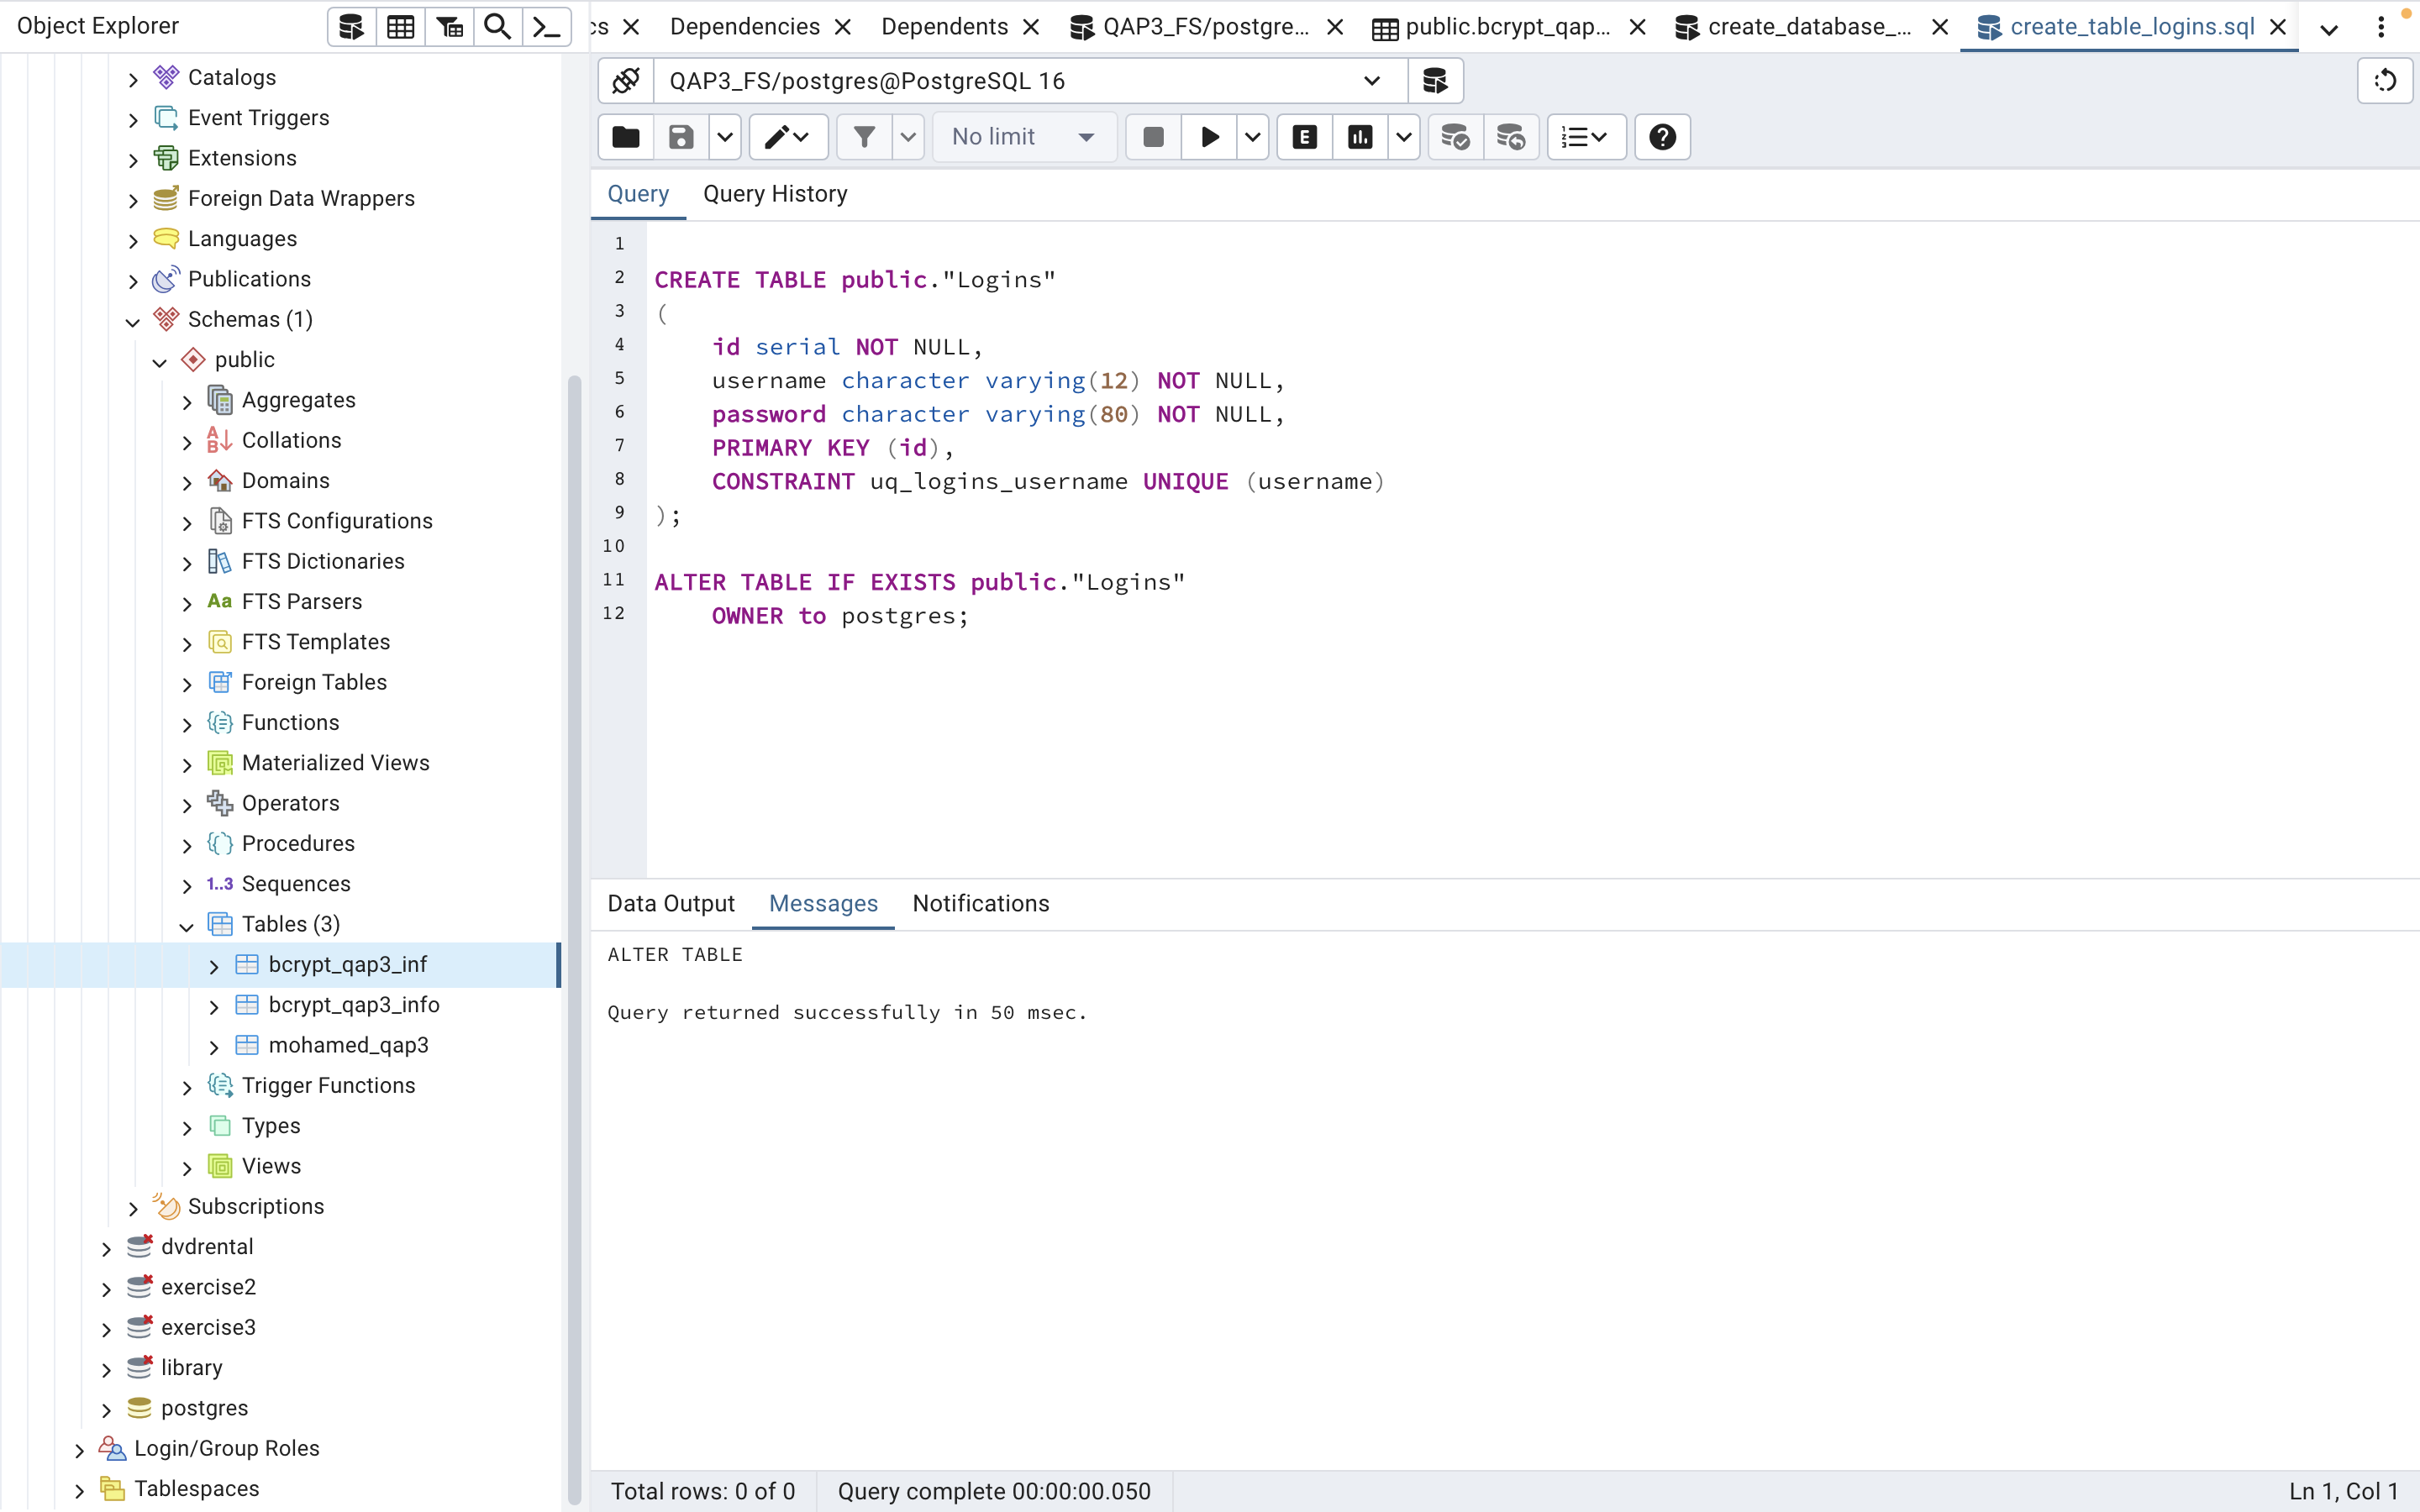 Object Explorer
cs Dependencies Dependents QAP3_FS/postgre... public.bcrypt_qap... create_database_... create_table_logins.sql
Catalogs
Event Triggers
Extensions
Foreign Data Wrappers
Languages
Publications
Schemas (1)
public
Aggregates
Collations
Domains
FTS Configurations
FTS Dictionaries
Aa FTS Parsers
FTS Templates
Foreign Tables
Functions
Materialized Views
Operators
Procedures
1..3 Sequences
Tables (3)
bcrypt_qap3_inf
bcrypt_qap3_info
mohamed_qap3
Trigger Functions
Types
Views
Subscriptions
dvdrental
exercise2
exercise3
library
postgres
Login/Group Roles
Tablespaces
QAP3_FS/postgres@PostgreSQL 16
No limit E
Query Query History
1
2 CREATE TABLE public."Logins"
3 (
4 id serial NOT NULL,
5 username character varying(12) NOT NULL,
6 password character varying(80) NOT NULL,
7 PRIMARY KEY (id),
8 CONSTRAINT uq_logins_username UNIQUE (username)
9 );
10
11 ALTER TABLE IF EXISTS public."Logins"
12 OWNER to postgres;
Data Output Messages Notifications
ALTER TABLE
Query returned successfully in 50 msec.
Total rows: 0 of 0 Query complete 00:00:00.050 Ln 1, Col 1